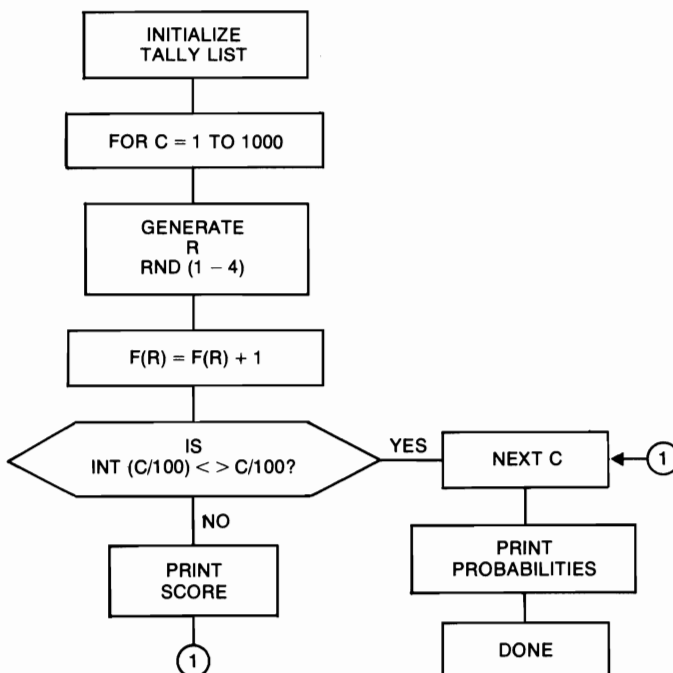 INITIALIZE
TALLY LIST
FOR C = 1 TO 1000
GENERATE
R
RND (1 − 4)
F(R) = F(R) + 1
IS
INT (C/100) < > C/100?
YES
NEXT C
1
NO
PRINT
SCORE
1
PRINT
PROBABILITIES
DONE